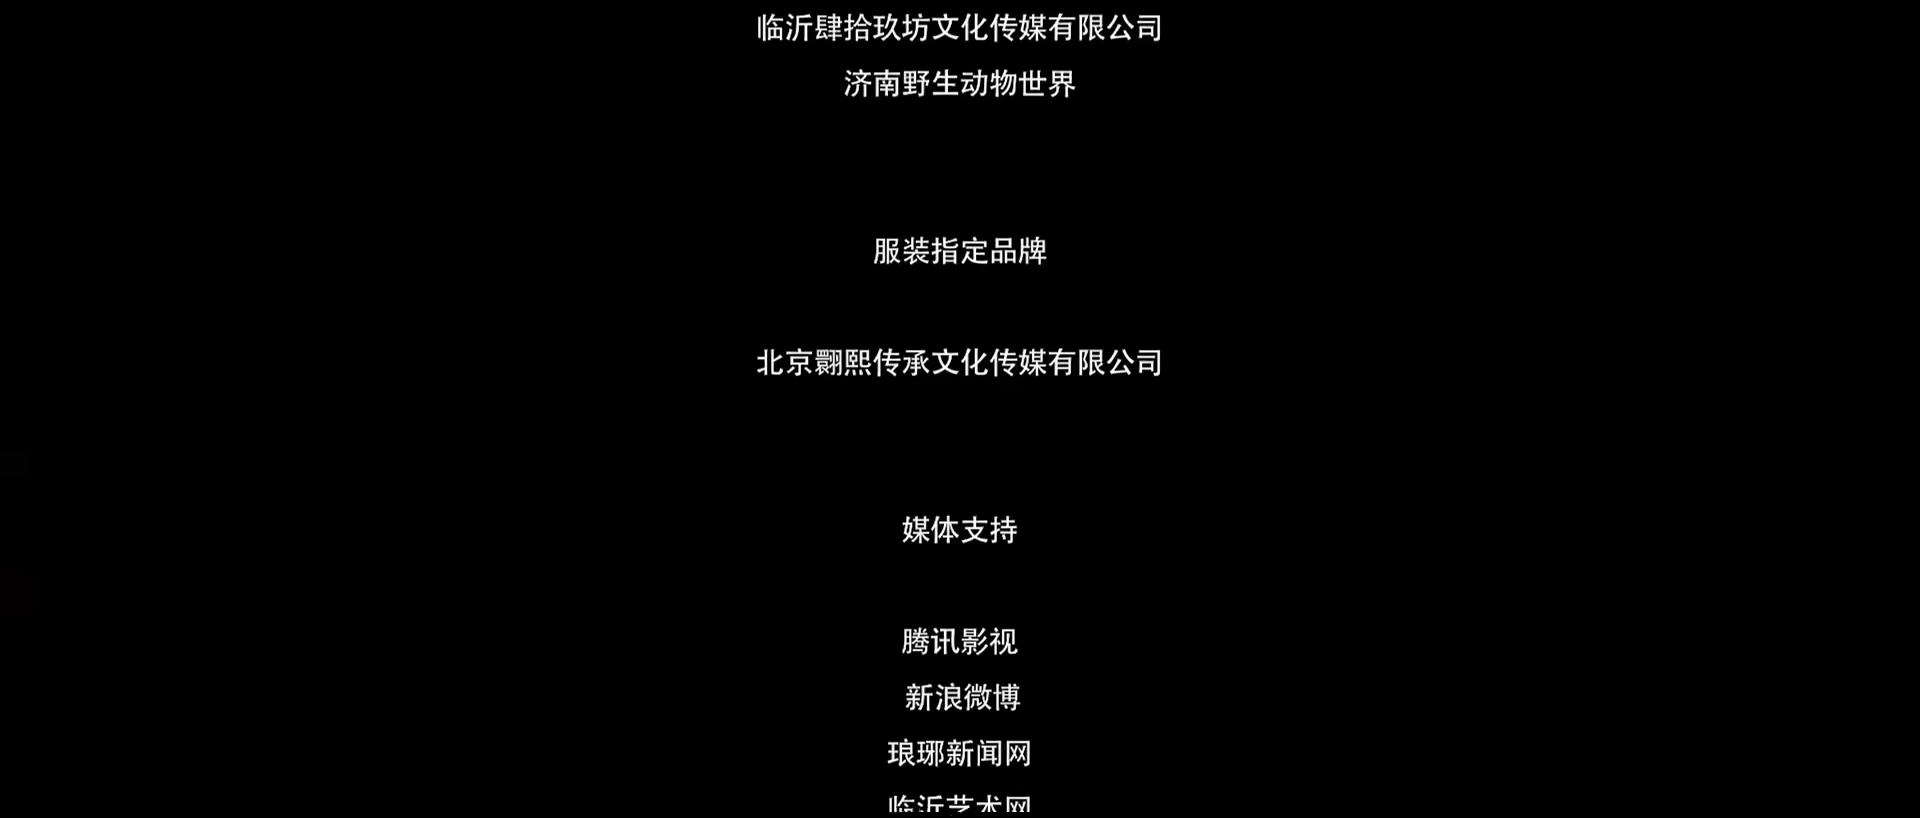 临沂肆拾玖坊文化传媒有限公司
济南野生动物世界
服装指定品牌
北京翾熙传承文化传媒有限公司
媒体支持
腾讯影视
新浪微博
琅琊新闻网
临沂艺术网